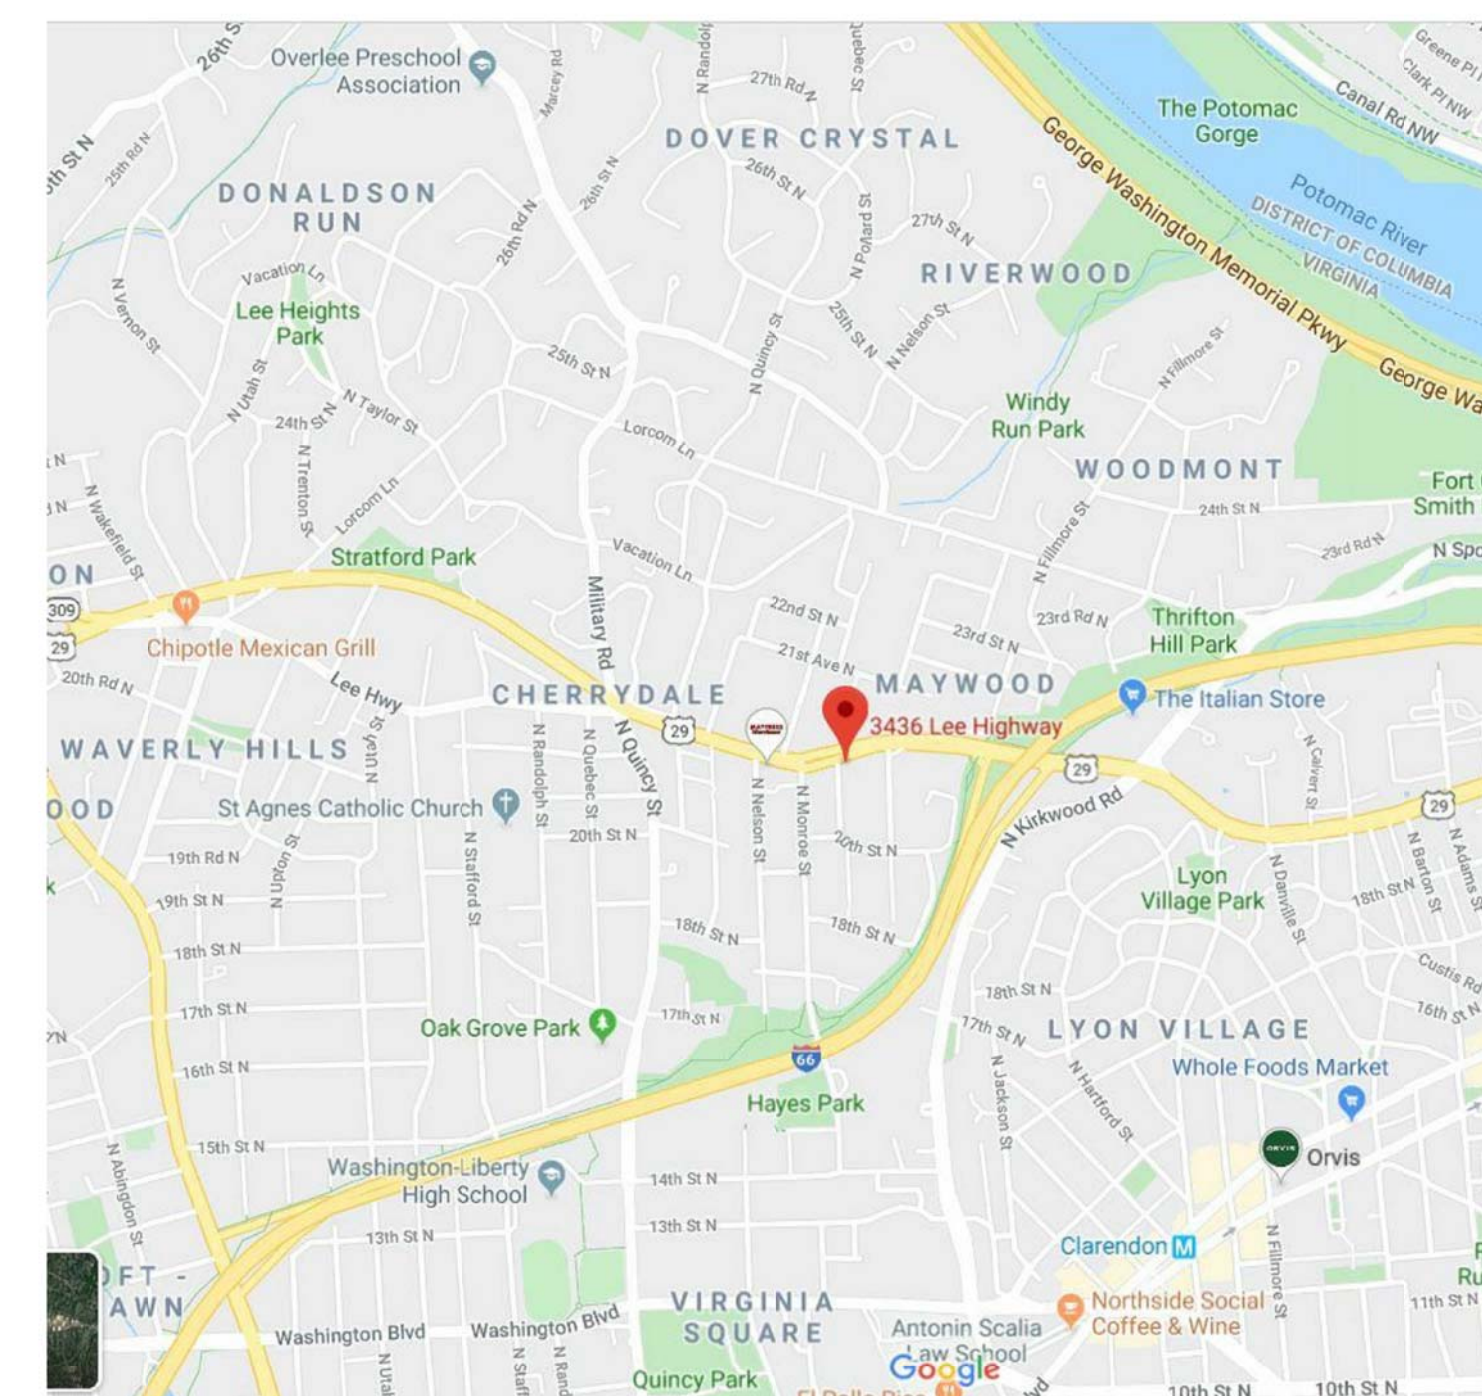 26th S
Overlee Preschool
Association
Marcey Rd
N Randol
27th Rd N
Quebec St
Greene Pl
Clark Pl NW
Canal Rd NW
The Potomac
Gorge
George Washington Memorial Pkwy
DOVER CRYSTAL
25th Rd N
th St N
DONALDSON
RUN
26th Rd N
26th St N
26th St N
N Pollard St
27th St N
Potomac River
DISTRICT OF COLUMBIA
VIRGINIA
RIVERWOOD
Vacation Ln
N Vernon St
Lee Heights
Park
25th St N
N Nelson St
N Quincy St
25th St N
N Fillmore St
George Wa
N Utah St
24th St N
N Taylor St
Windy
Run Park
Lorcom Ln
N Trenton St
Lorcom Ln
WOODMONT
N
N
N Wakefield St
Fort
Smith
24th St N
23rd Rd N
N Spo
N Fillmore St
Stratford Park
Vacation Ln
ON
309
29
Chipotle Mexican Grill
Military Rd
22nd St N
21st Ave N
23rd St N
23rd Rd N
Thrifton
Hill Park
20th Rd N
Lee Hwy
CHERRYDALE
MAYWOOD
The Italian Store
3436 Lee Highway
29
29
29
WAVERLY HILLS
N Utah St
N Randolph St
N Quebec St
N Quincy St
N Nelson St
N Monroe St
N Kirkwood Rd
N Calvert St
OOD
St Agnes Catholic Church
20th St N
20th St N
N Barton St
N Adams S
k
19th Rd N
N Upton St
N Stafford St
19th St N
Lyon
Village Park
N Danville St
18th St N
18th St N
18th St N
18th St N
Custis Rd
18th St N
17th St N
16th St N
17th St N
Oak Grove Park
17th St N
N
66
LYON VILLAGE
Whole Foods Market
16th St N
N Jackson St
N Hartford St
Hayes Park
15th St N
N Abingdon St
Washington-Liberty
High School
14th St N
Orvis
ORVIS
13th St N
13th St N
Clarendon M
N Fillmore St
OFT -
AWN
VIRGINIA
SQUARE
Northside Social
Coffee & Wine
Ru
11th St N
Washington Blvd
Washington Blvd
Antonin Scalia
Law School
N Utal
N Staff
N Rand
Quincy Park
Google
lvd
10th St N
10th St N